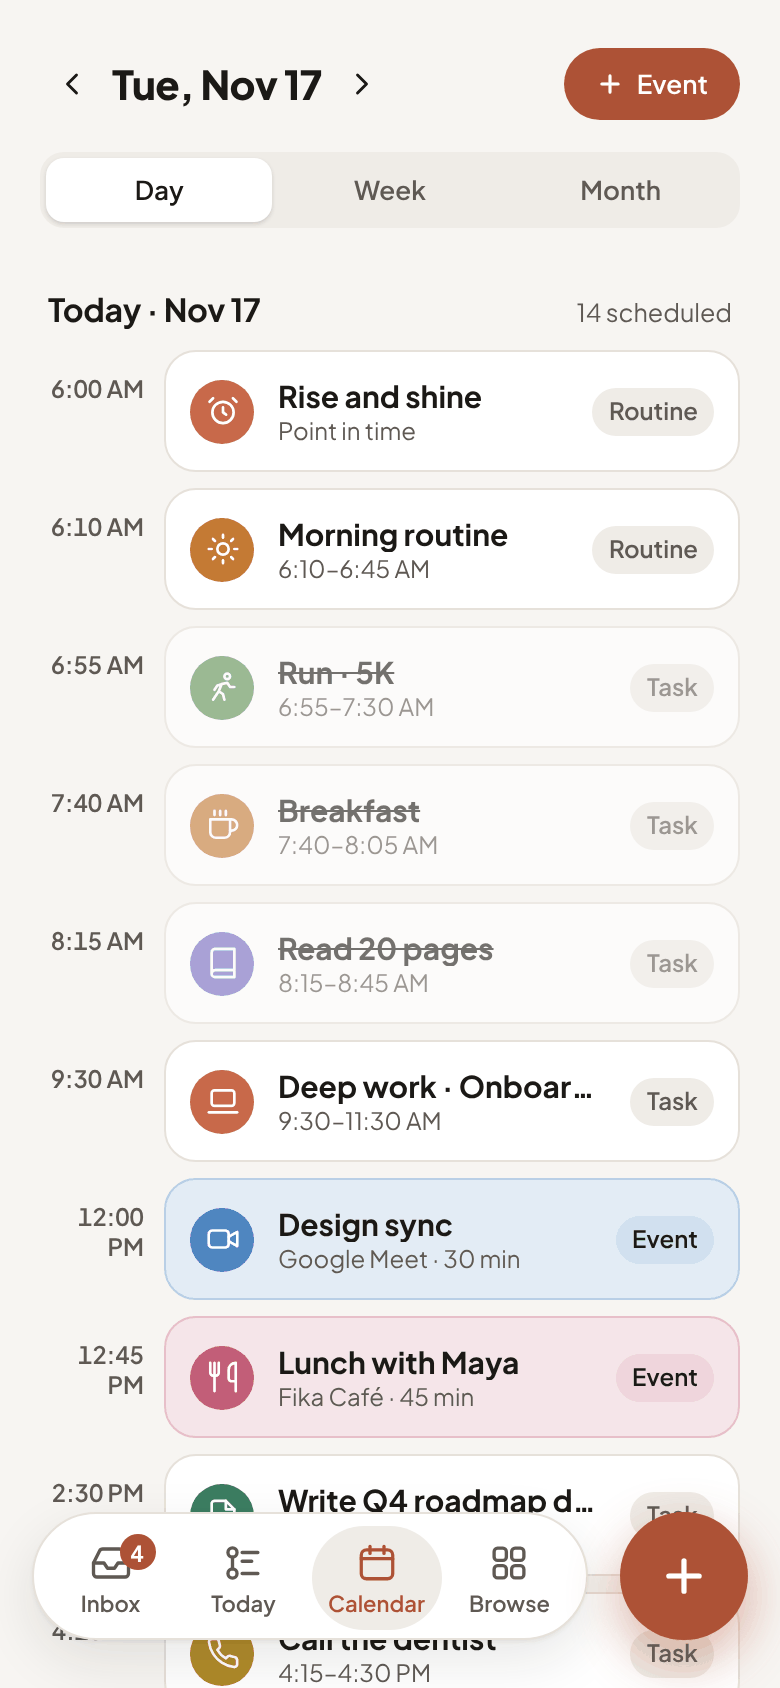 Tue, Nov 17
+ Event
Day
Week
Month
Today · Nov 17
14 scheduled
6:00 AM
Rise and shine
Point in time
Routine
6:10 AM
Morning routine
6:10–6:45 AM
Routine
6:55 AM
Run · 5K
6:55–7:30 AM
Task
7:40 AM
Breakfast
7:40–8:05 AM
Task
8:15 AM
Read 20 pages
8:15–8:45 AM
Task
9:30 AM
Deep work · Onboar...
9:30–11:30 AM
Task
12:00
PM
Design sync
Google Meet · 30 min
Event
12:45
PM
Lunch with Maya
Fika Café · 45 min
Event
2:30 PM
Write Q4 roadmap d...
Task
4
Inbox
Today
Calendar
Browse
Call the dentist
4:15–4:30 PM
Task